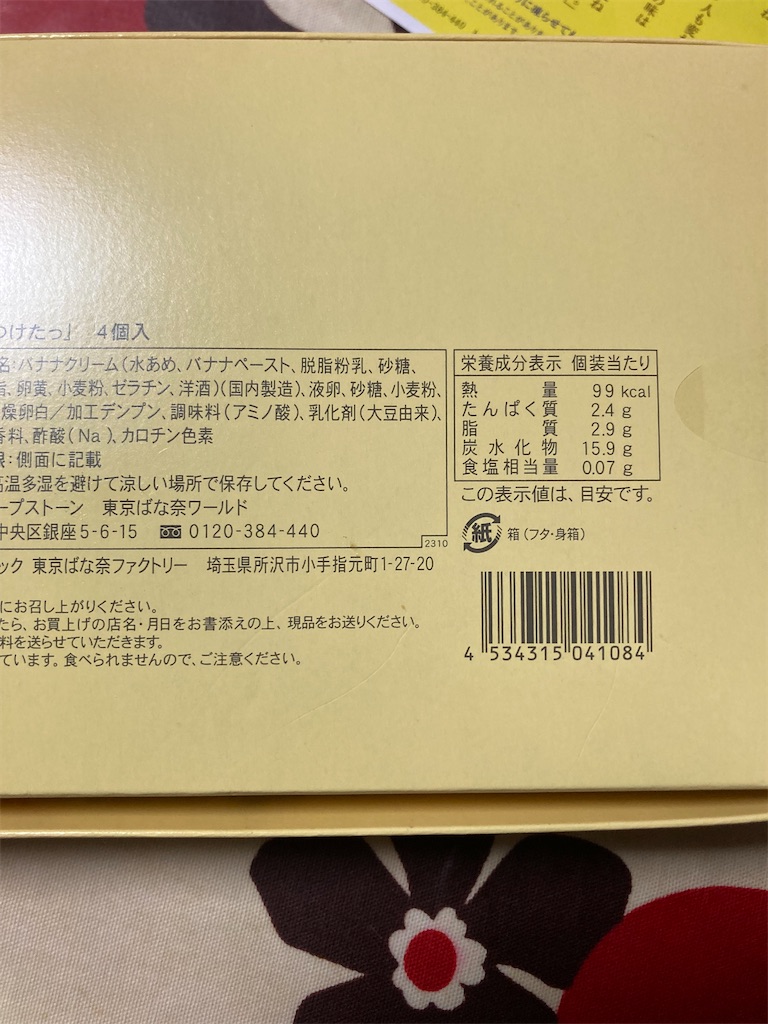 つけたっ」 4個入
名:バナナクリーム(水あめ、バナナペースト、脱脂粉乳、砂糖、
脂、卵黄、小麦粉、ゼラチン、洋酒)(国内製造)、液卵、砂糖、小麦粉、
燥卵白/加工デンプン、調味料(アミノ酸)、乳化剤(大豆由来)、
香料、酢酸(Na)、カロチン色素
限:側面に記載
高温多湿を避けて涼しい場所で保存してください。
ープストーン 東京ばな奈ワールド
中央区銀座5-6-15 0120-384-440
2310
ック 東京ばな奈ファクトリー 埼玉県所沢市小手指元町1-27-20
にお召し上がりください。
たら、お買上げの店名・月日をお書添えの上、現品をお送りください。
料を送らせていただきます。
ています。食べられませんので、ご注意ください。
栄養成分表示 個装当たり
熱量 99 kcal
たんぱく質 2.4 g
脂質 2.9 g
炭水化物 15.9 g
食塩相当量 0.07 g
この表示値は、目安です。
紙 箱(フタ・身箱)
4 534315 041084